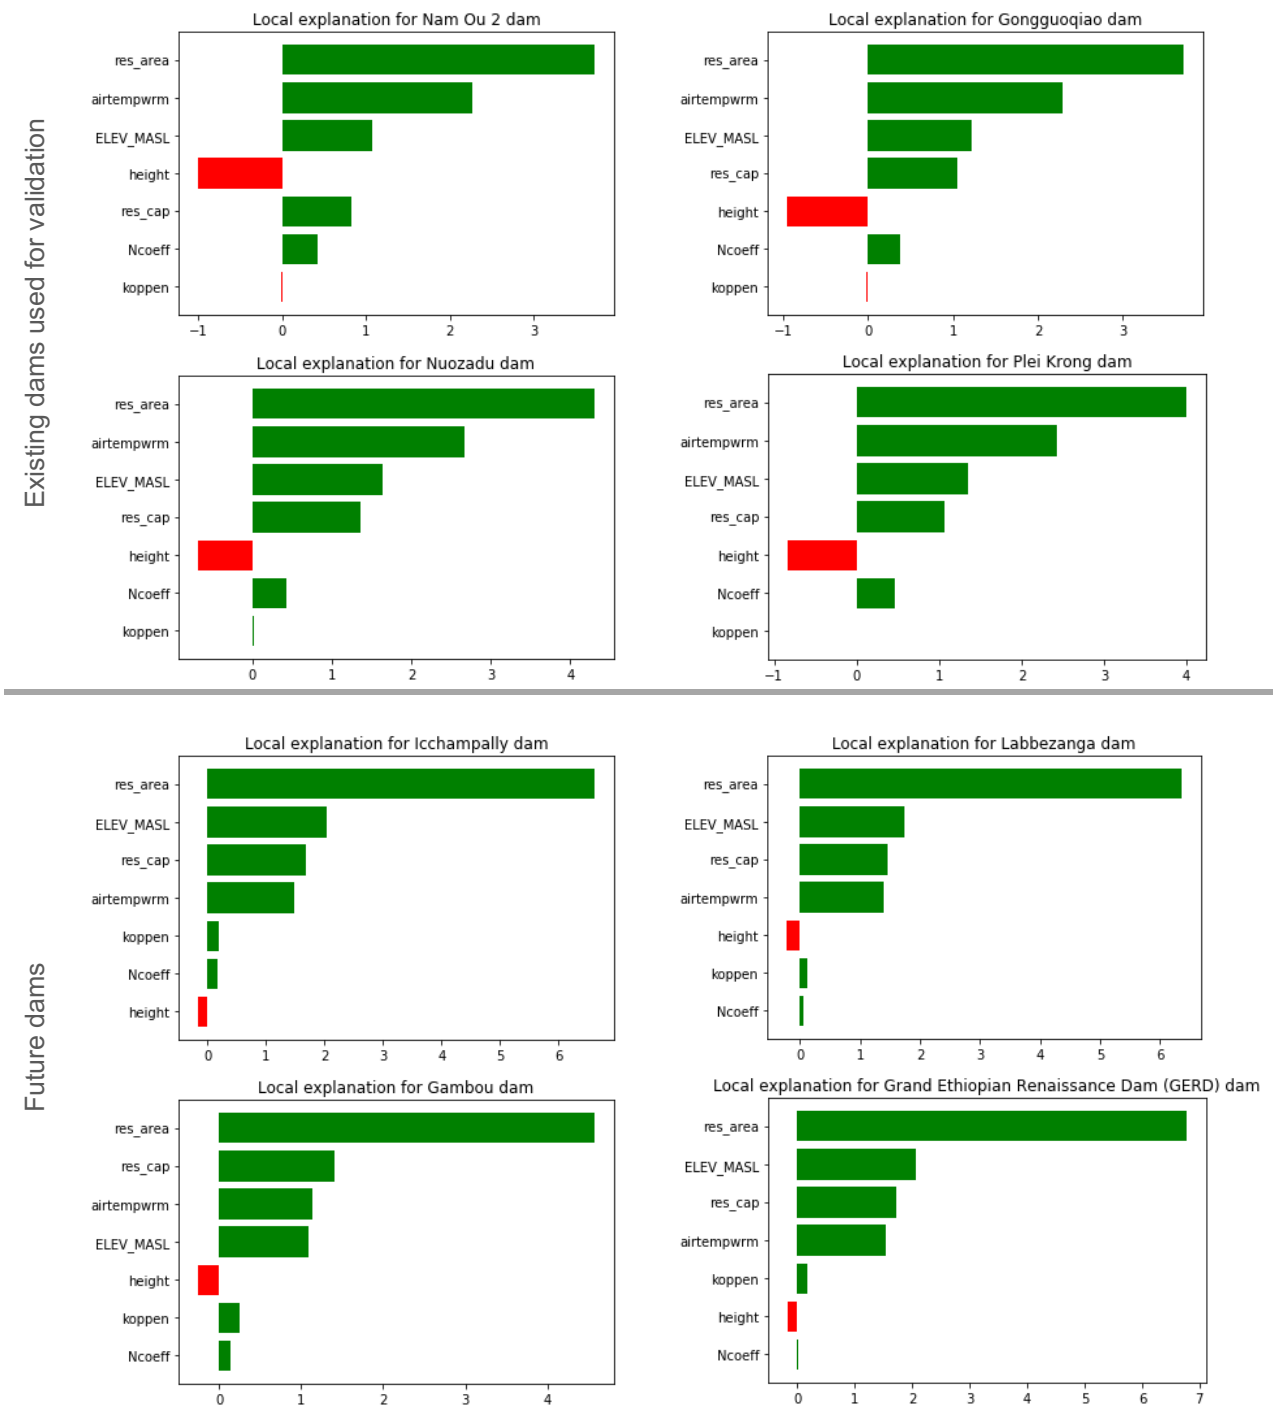 Existing dams used for validation
Local explanation for Nam Ou 2 dam
res_area
airtempwrm
ELEV_MASL
height
res_cap
Ncoeff
koppen
−1 0 1 2 3
Local explanation for Gongguoqiao dam
res_area
airtempwrm
ELEV_MASL
res_cap
height
Ncoeff
koppen
−1 0 1 2 3
Local explanation for Nuozadu dam
res_area
airtempwrm
ELEV_MASL
res_cap
height
Ncoeff
koppen
0 1 2 3 4
Local explanation for Plei Krong dam
res_area
airtempwrm
ELEV_MASL
res_cap
height
Ncoeff
koppen
−1 0 1 2 3 4
Future dams
Local explanation for Icchampally dam
res_area
ELEV_MASL
res_cap
airtempwrm
koppen
Ncoeff
height
0 1 2 3 4 5 6
Local explanation for Labbezanga dam
res_area
ELEV_MASL
res_cap
airtempwrm
height
koppen
Ncoeff
0 1 2 3 4 5 6
Local explanation for Gambou dam
res_area
res_cap
airtempwrm
ELEV_MASL
height
koppen
Ncoeff
0 1 2 3 4
Local explanation for Grand Ethiopian Renaissance Dam (GERD) dam
res_area
ELEV_MASL
res_cap
airtempwrm
koppen
height
Ncoeff
0 1 2 3 4 5 6 7